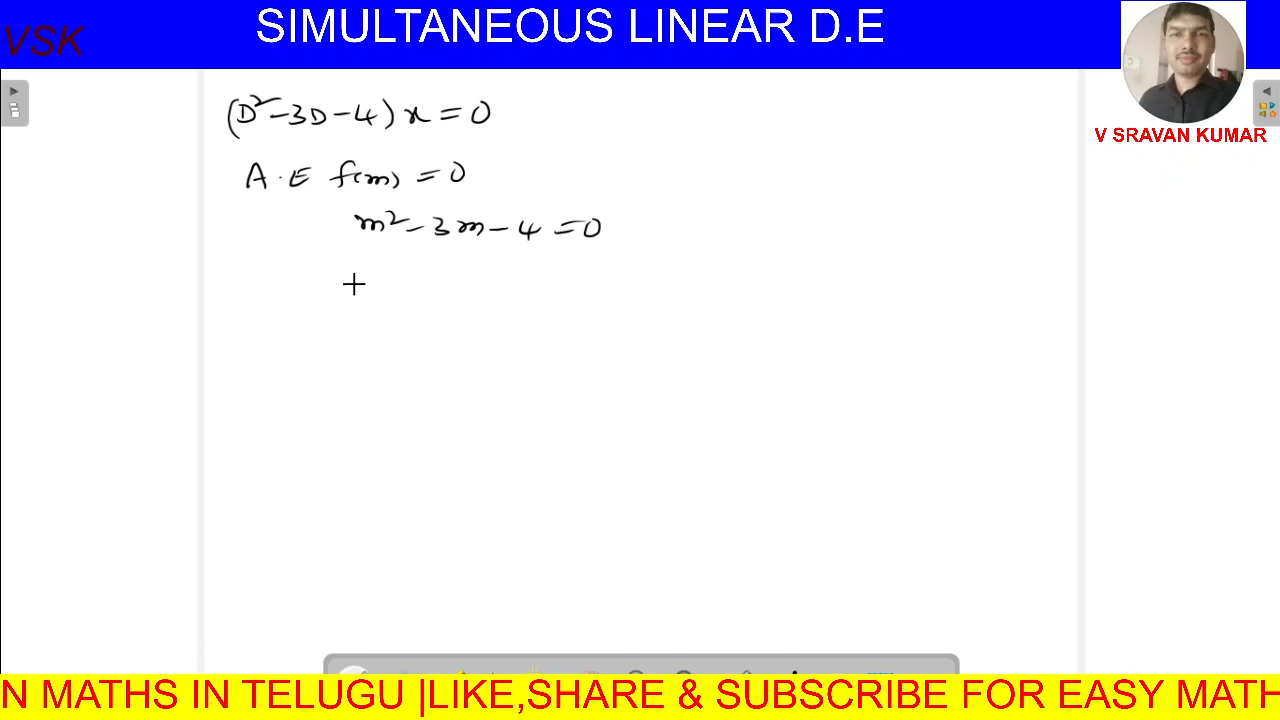 VSK
SIMULTANEOUS LINEAR D.E
V SRAVAN KUMAR
(D²-3D-4)x=0
A.E f(m) = 0
m²-3m-4=0
N MATHS IN TELUGU |LIKE,SHARE & SUBSCRIBE FOR EASY MATH